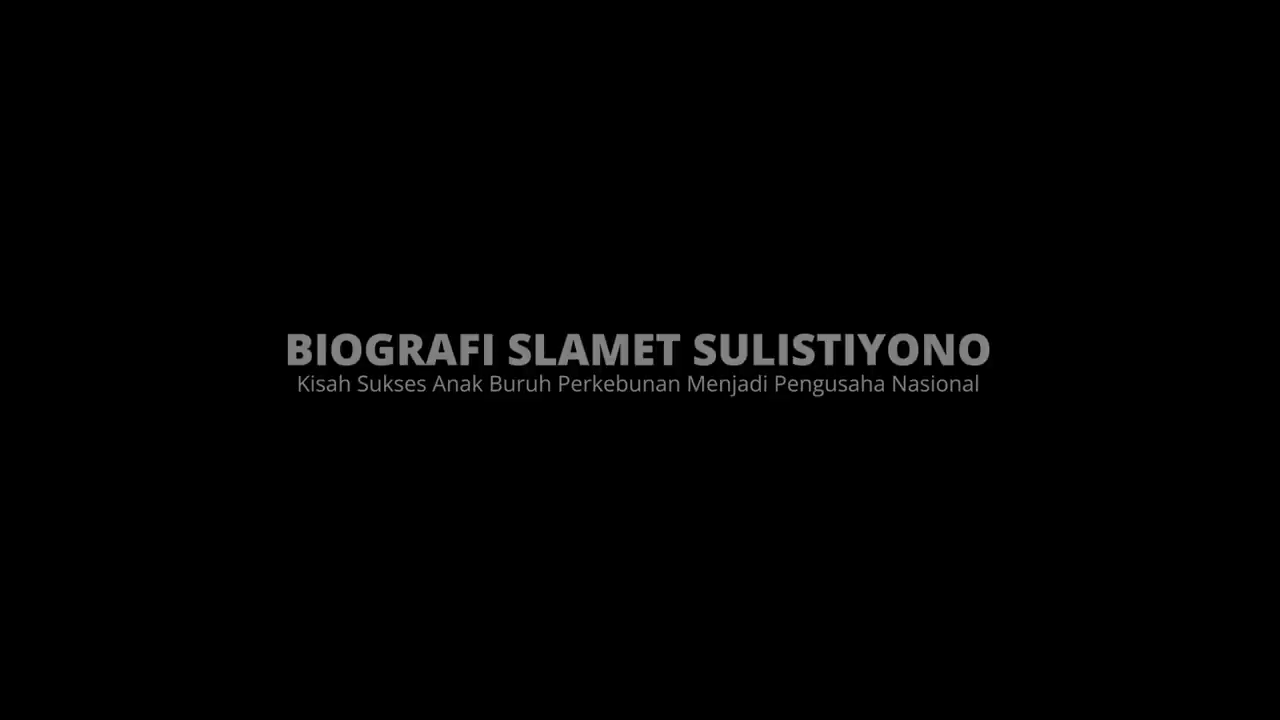 BIOGRAFI SLAMET SULISTIYONO
Kisah Sukses Anak Buruh Perkebunan Menjadi Pengusaha Nasional